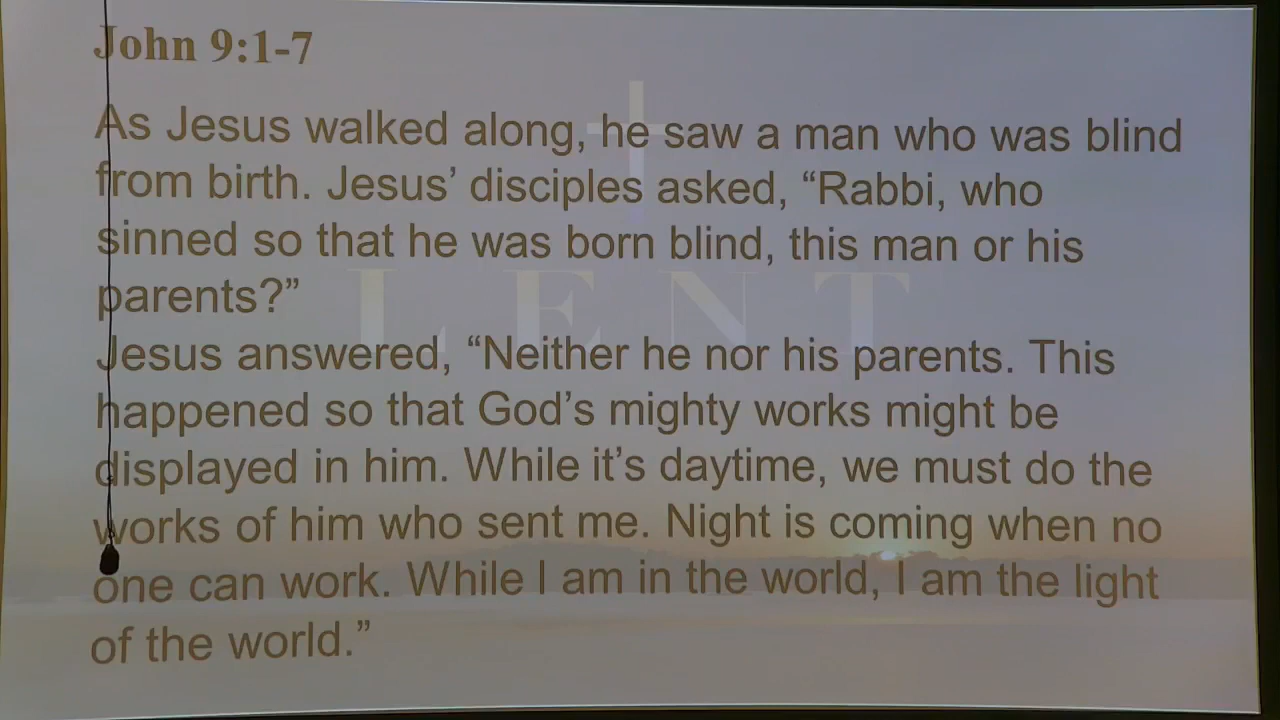 John 9:1-7
As Jesus walked along, he saw a man who was blind
from birth. Jesus’ disciples asked, “Rabbi, who
sinned so that he was born blind, this man or his
parents?”
LENT
Jesus answered, “Neither he nor his parents. This
happened so that God’s mighty works might be
displayed in him. While it’s daytime, we must do the
works of him who sent me. Night is coming when no
one can work. While I am in the world, I am the light
of the world.”